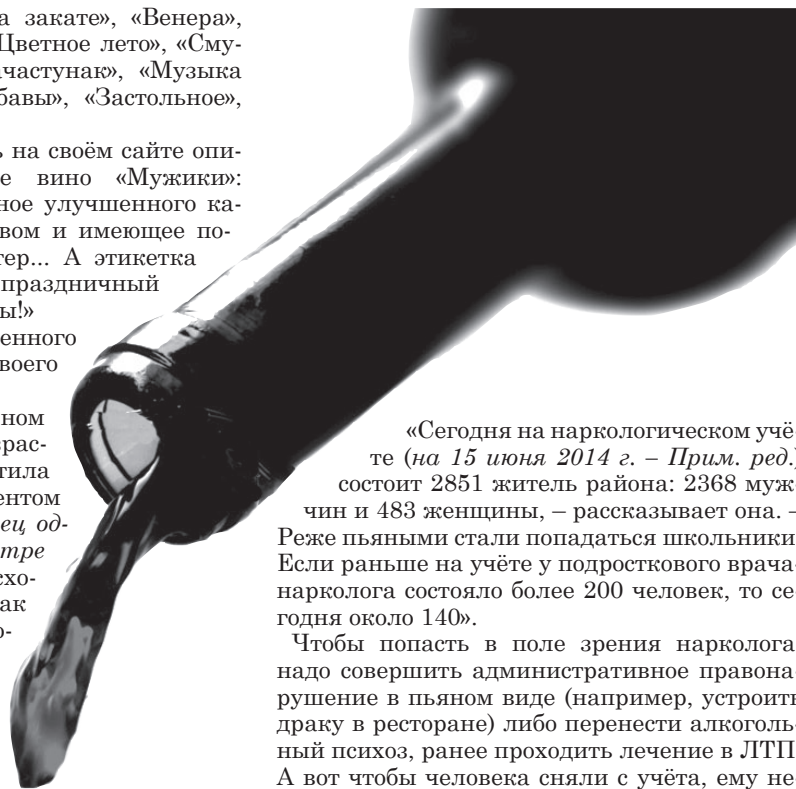 а закате», «Венера»,
Цветное лето», «Сму-
ачастунак», «Музыка
бавы», «Застольное»,
ь на своём сайте опи-
е вино «Мужики»:
ное улучшенного ка-
вом и имеющее по-
тер... А этикетка
праздничный
ы!»
енного
воего
ном
рас-
тила
ентом
ец од-
тре
схо-
ак
о-
«Сегодня на наркологическом учё-
те (на 15 июня 2014 г. – Прим. ред.)
состоит 2851 житель района: 2368 муж-
чин и 483 женщины, – рассказывает она. –
Реже пьяными стали попадаться школьники.
Если раньше на учёте у подросткового врача-
нарколога состояло более 200 человек, то се-
годня около 140».
Чтобы попасть в поле зрения нарколога,
надо совершить административное правона-
рушение в пьяном виде (например, устроить
драку в ресторане) либо перенести алкоголь-
ный психоз, ранее проходить лечение в ЛТП.
А вот чтобы человека сняли с учёта, ему не-